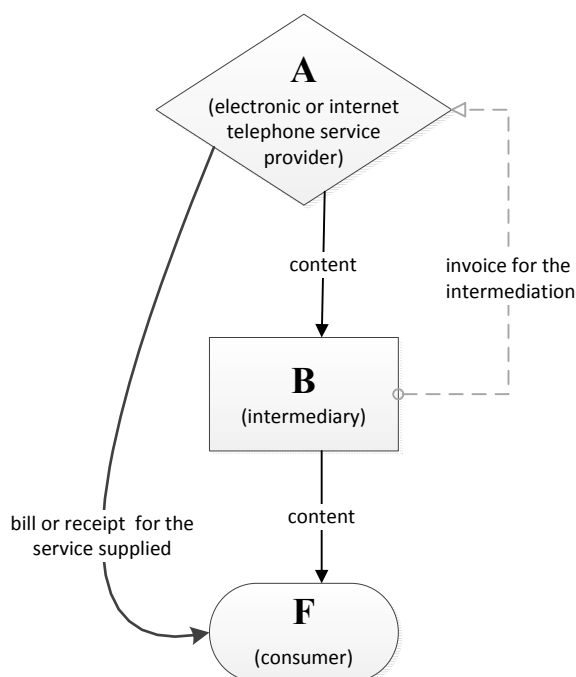 A
(electronic or internet
telephone service
provider)
content
invoice for the
intermediation
B
(intermediary)
content
bill or receipt for the
service supplied
F
(consumer)